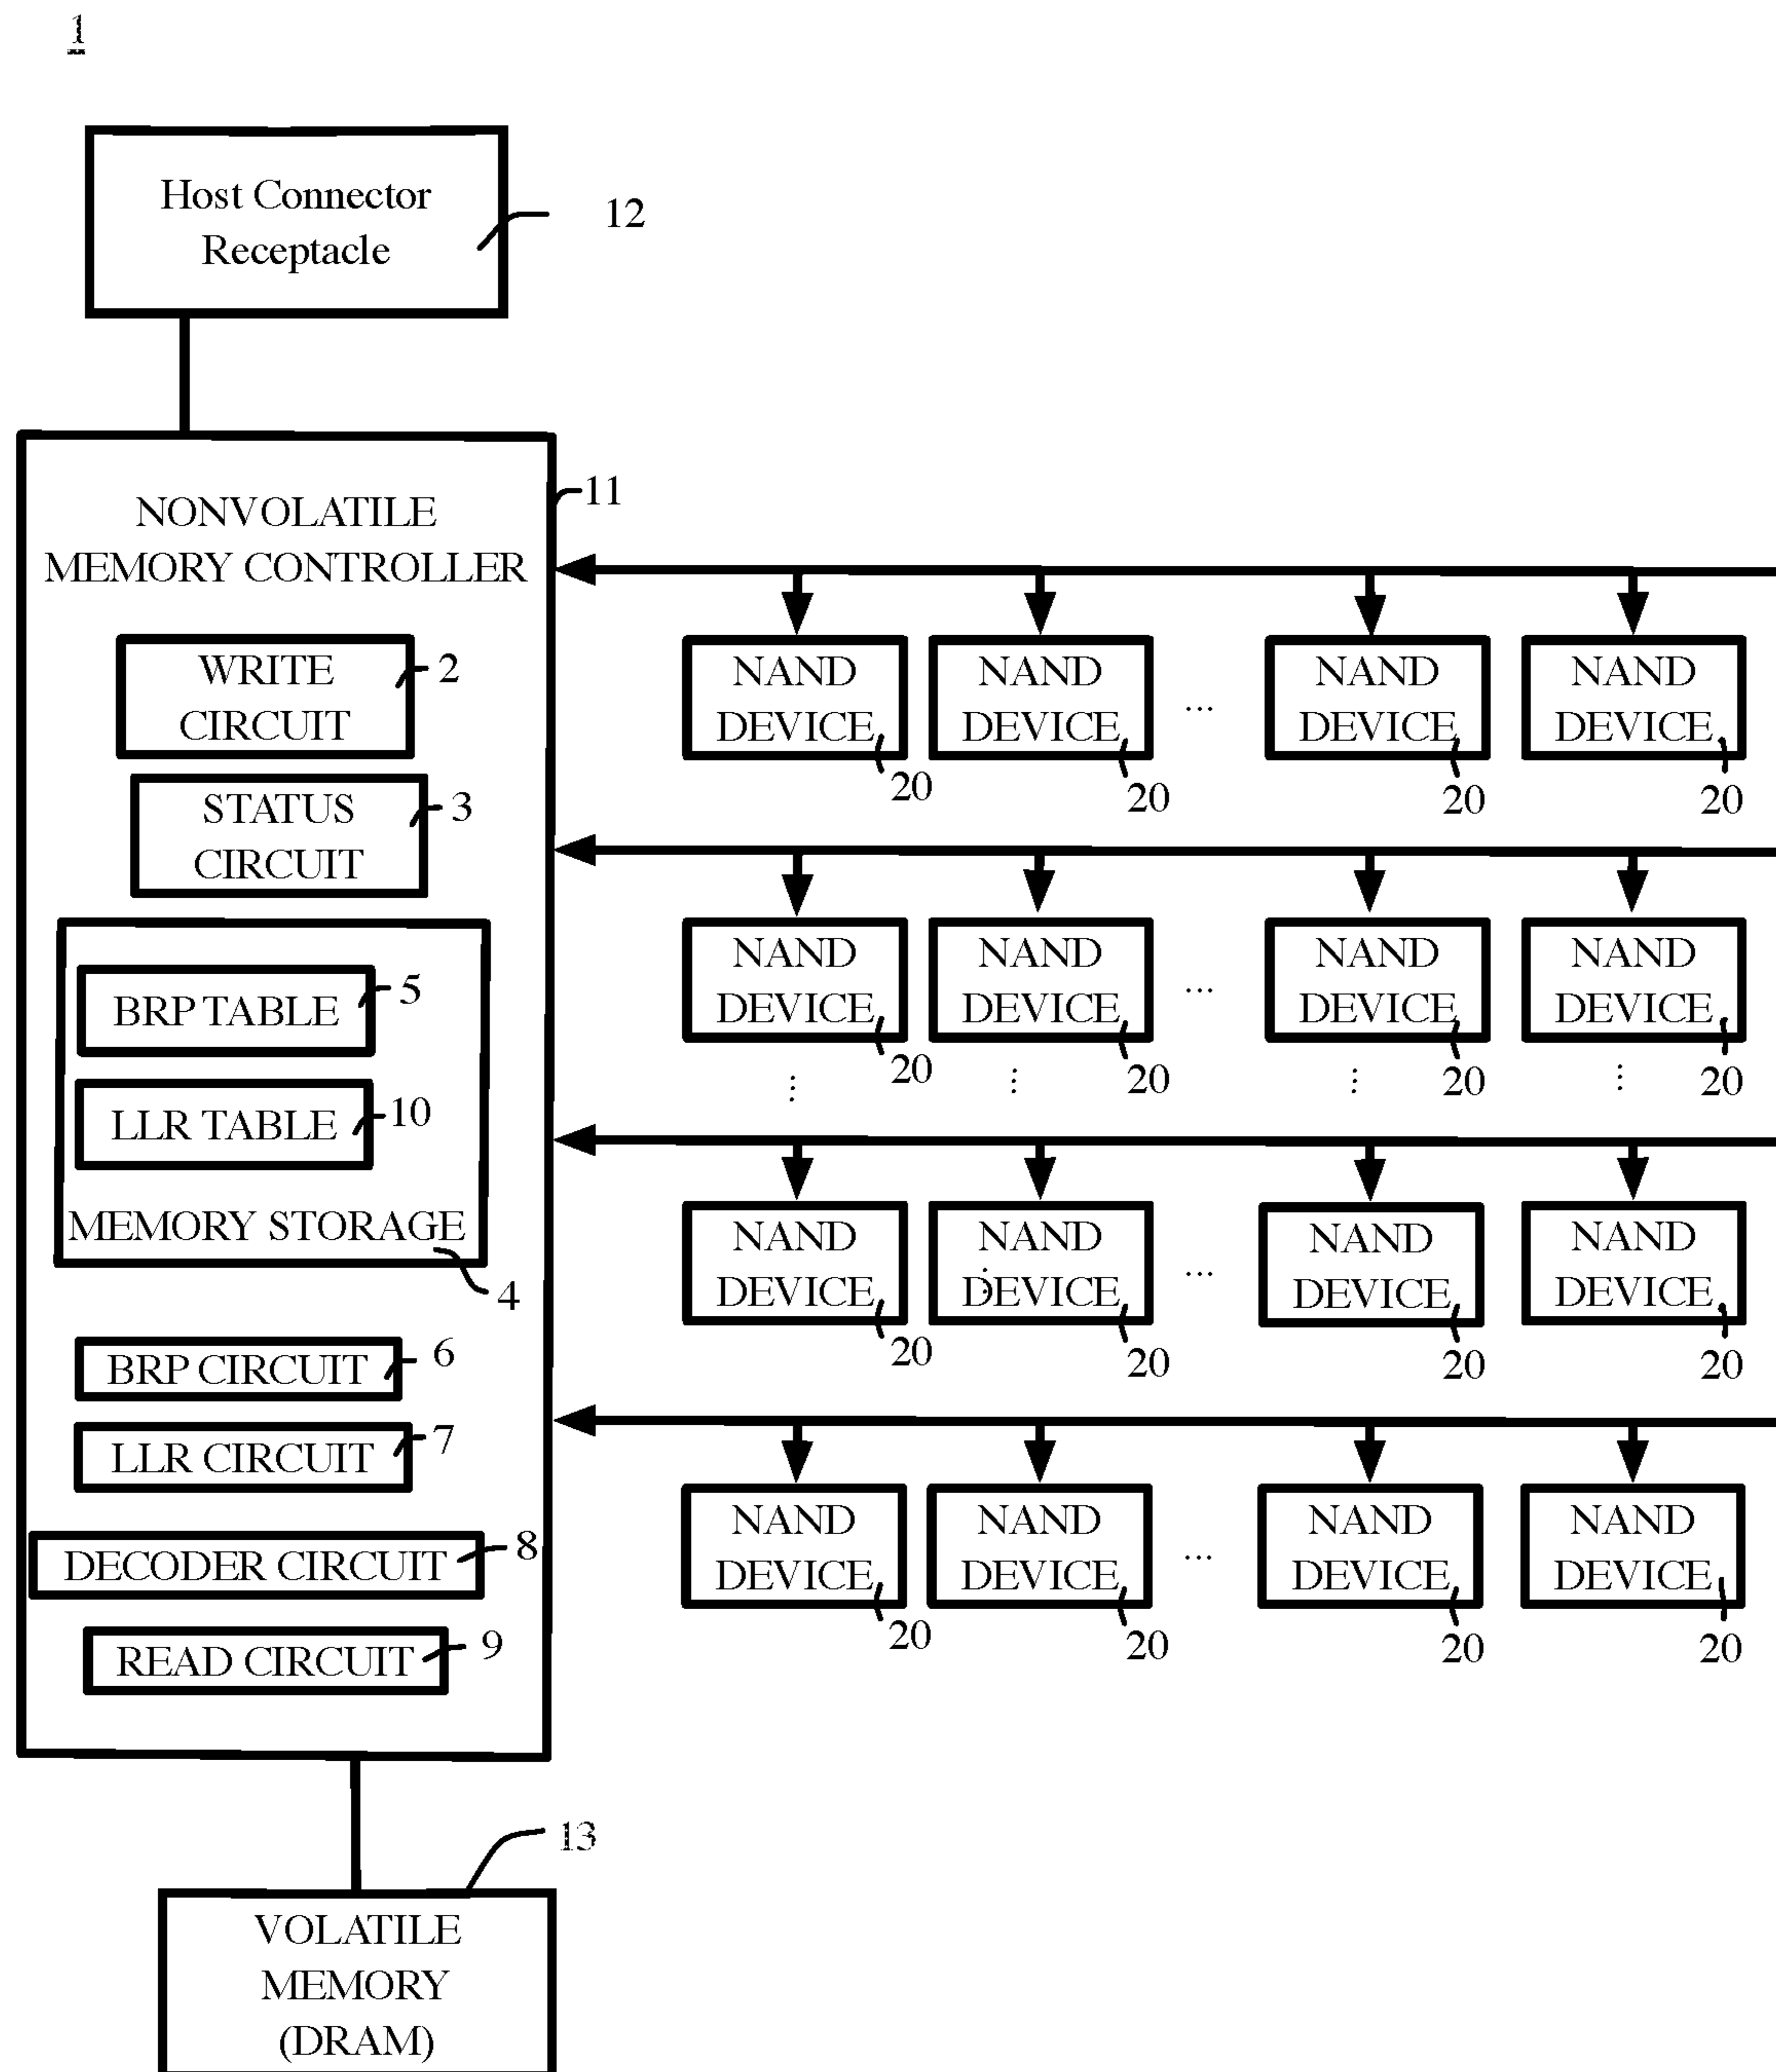 1
Host Connector
Receptacle
12
NONVOLATILE
MEMORY CONTROLLER
11
WRITE
CIRCUIT
2
STATUS
CIRCUIT
3
BRP TABLE
5
LLR TABLE
10
MEMORY STORAGE
4
BRP CIRCUIT
6
LLR CIRCUIT
7
DECODER CIRCUIT
8
READ CIRCUIT
9
VOLATILE
MEMORY
(DRAM)
13
NAND
DEVICE
20
NAND
DEVICE
20
...
NAND
DEVICE
20
NAND
DEVICE
20
NAND
DEVICE
20
NAND
DEVICE
20
...
NAND
DEVICE
20
NAND
DEVICE
20
...
...
...
...
NAND
DEVICE
20
NAND
DEVICE
20
...
NAND
DEVICE
20
NAND
DEVICE
20
NAND
DEVICE
20
NAND
DEVICE
20
...
NAND
DEVICE
20
NAND
DEVICE
20